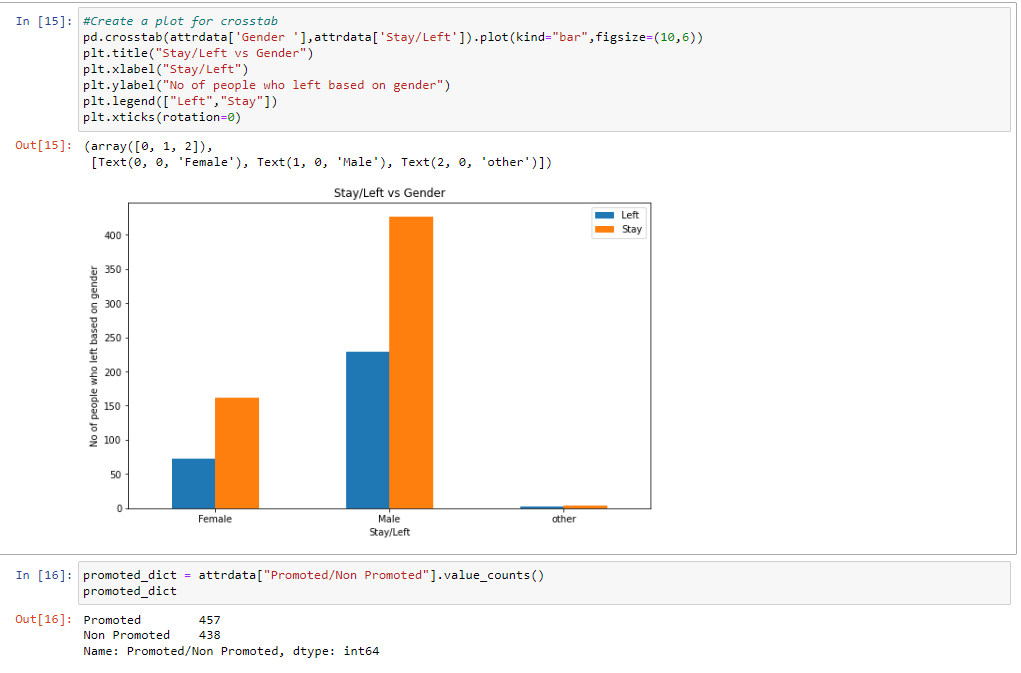 In [15]: #Create a plot for crosstab
pd.crosstab(attrdata['Gender '],attrdata['Stay/Left']).plot(kind="bar",figsize=(10,6))
plt.title("Stay/Left vs Gender")
plt.xlabel("Stay/Left")
plt.ylabel("No of people who left based on gender")
plt.legend(["Left","Stay"])
plt.xticks(rotation=0)
Out[15]: (array([0, 1, 2]),
[Text(0, 0, 'Female'), Text(1, 0, 'Male'), Text(2, 0, 'other')])
Stay/Left vs Gender
Left
Stay
400
350
300
250
200
150
100
50
0
No of people who left based on gender
Female Male other
Stay/Left
In [16]: promoted_dict = attrdata["Promoted/Non Promoted"].value_counts()
promoted_dict
Out[16]: Promoted 457
Non Promoted 438
Name: Promoted/Non Promoted, dtype: int64